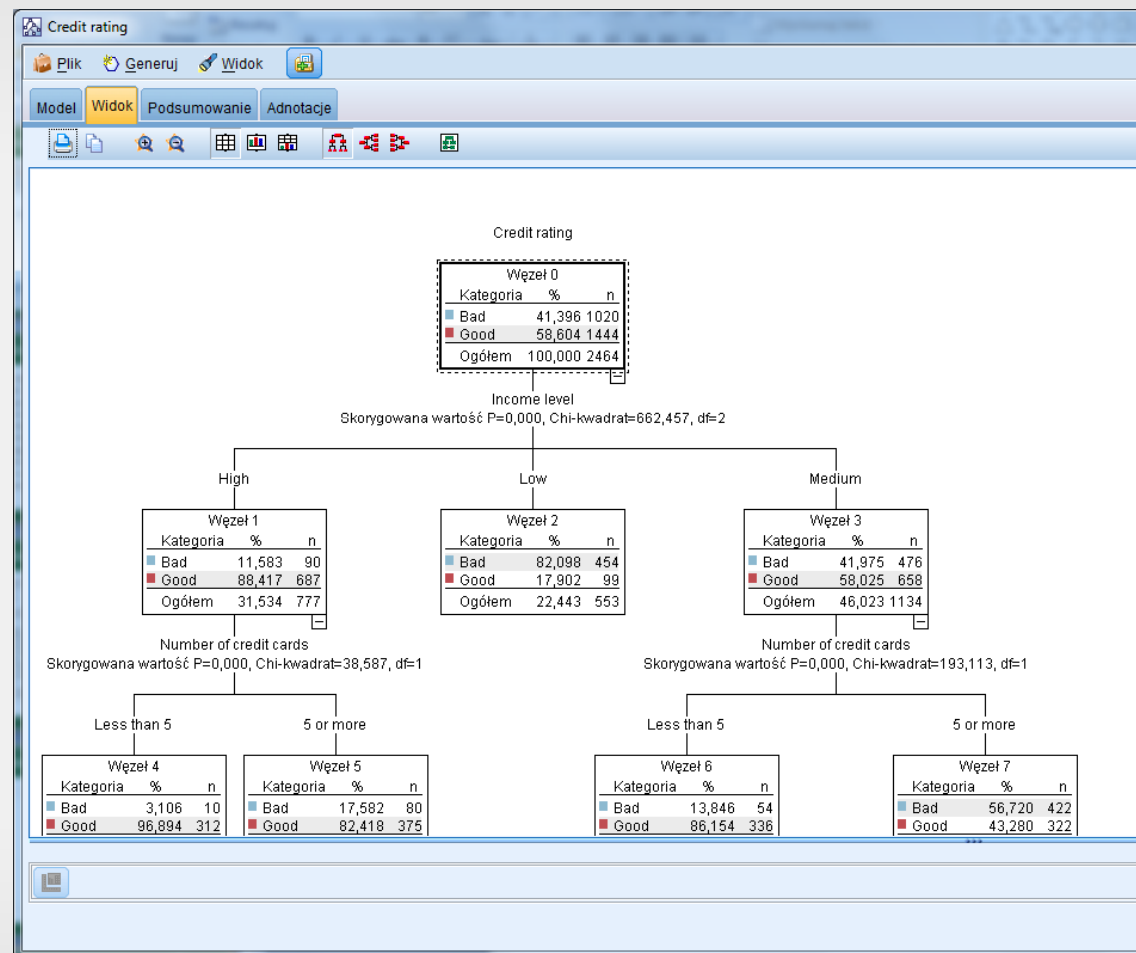 Credit rating
Plik Generuj Widok
Model Widok Podsumowanie Adnotacje
Credit rating
Węzeł 0
Kategoria % n
Bad 41,396 1020
Good 58,604 1444
Ogółem 100,000 2464
Income level
Skorygowana wartość P=0,000, Chi-kwadrat=662,457, df=2
High Low Medium
Węzeł 1
Kategoria % n
Bad 11,583 90
Good 88,417 687
Ogółem 31,534 777
Węzeł 2
Kategoria % n
Bad 82,098 454
Good 17,902 99
Ogółem 22,443 553
Węzeł 3
Kategoria % n
Bad 41,975 476
Good 58,025 658
Ogółem 46,023 1134
Number of credit cards
Skorygowana wartość P=0,000, Chi-kwadrat=38,587, df=1
Number of credit cards
Skorygowana wartość P=0,000, Chi-kwadrat=193,113, df=1
Less than 5 5 or more Less than 5 5 or more
Węzeł 4
Kategoria % n
Bad 3,106 10
Good 96,894 312
Węzeł 5
Kategoria % n
Bad 17,582 80
Good 82,418 375
Węzeł 6
Kategoria % n
Bad 13,846 54
Good 86,154 336
Węzeł 7
Kategoria % n
Bad 56,720 422
Good 43,280 322